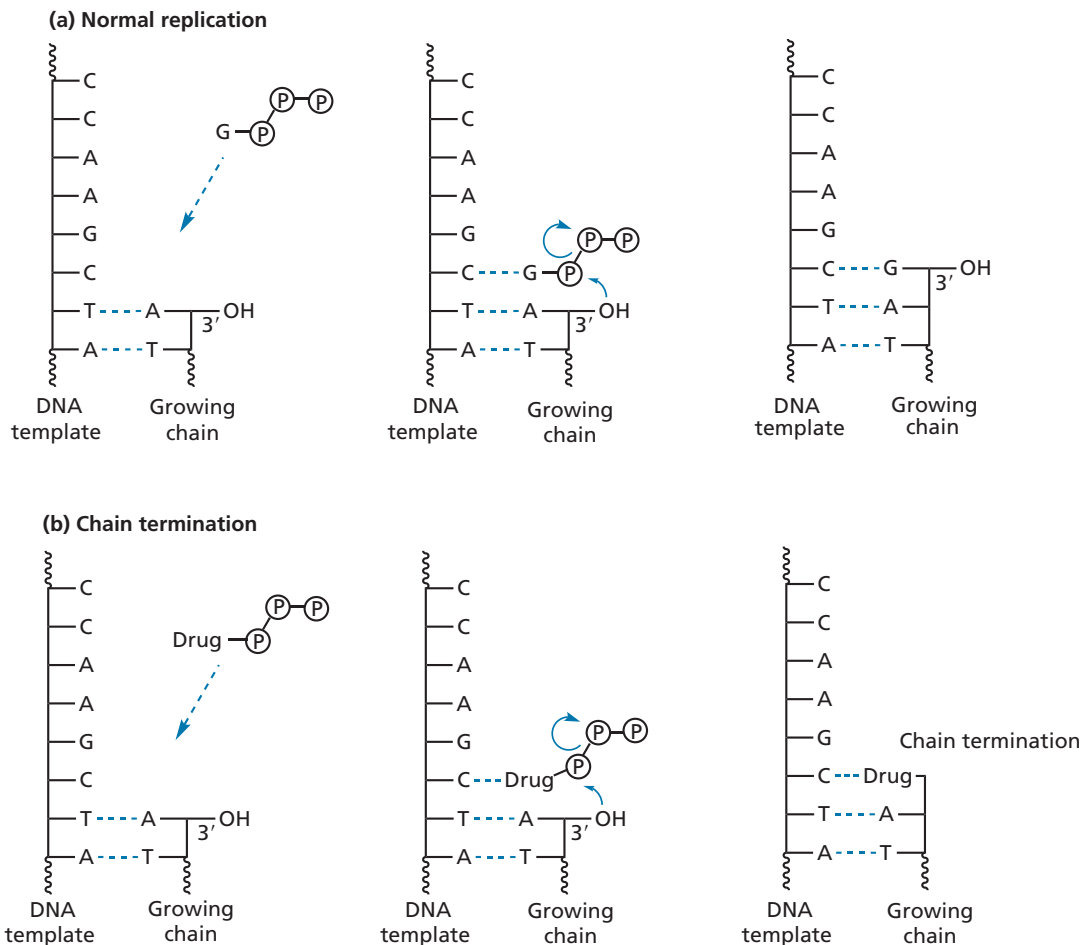 (a) Normal replication
C
C
A
A
G
C
T A 3′ OH
A T
G P P P
DNA template
Growing chain
C
C
A
A
G
C G P P P
T A 3′ OH
A T
DNA template
Growing chain
C
C
A
A
G
C G 3′ OH
T A
A T
DNA template
Growing chain
(b) Chain termination
C
C
A
A
G
C
T A 3′ OH
A T
Drug P P P
DNA template
Growing chain
C
C
A
A
G
C Drug P P P
T A 3′ OH
A T
DNA template
Growing chain
C
C
A
A
G
Chain termination
C Drug
T A
A T
DNA template
Growing chain